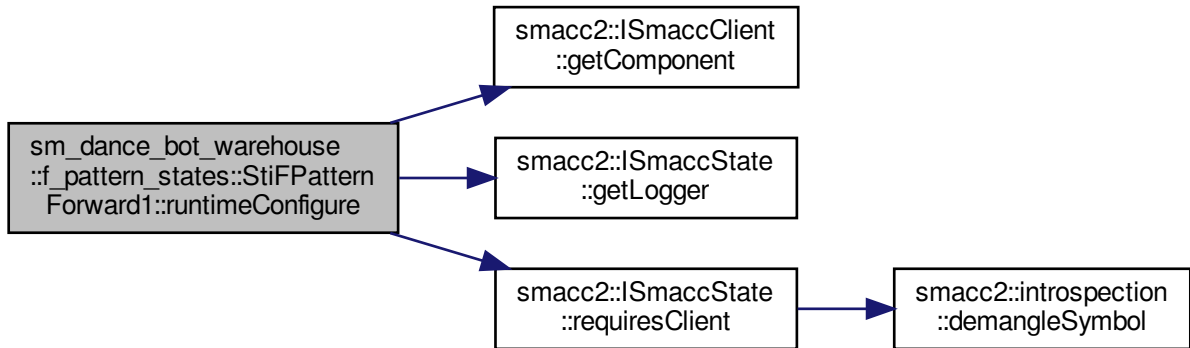 sm_dance_bot_warehouse
::f_pattern_states::StiFPattern
Forward1::runtimeConfigure
smacc2::ISmaccClient
::getComponent
smacc2::ISmaccState
::getLogger
smacc2::ISmaccState
::requiresClient
smacc2::introspection
::demangleSymbol